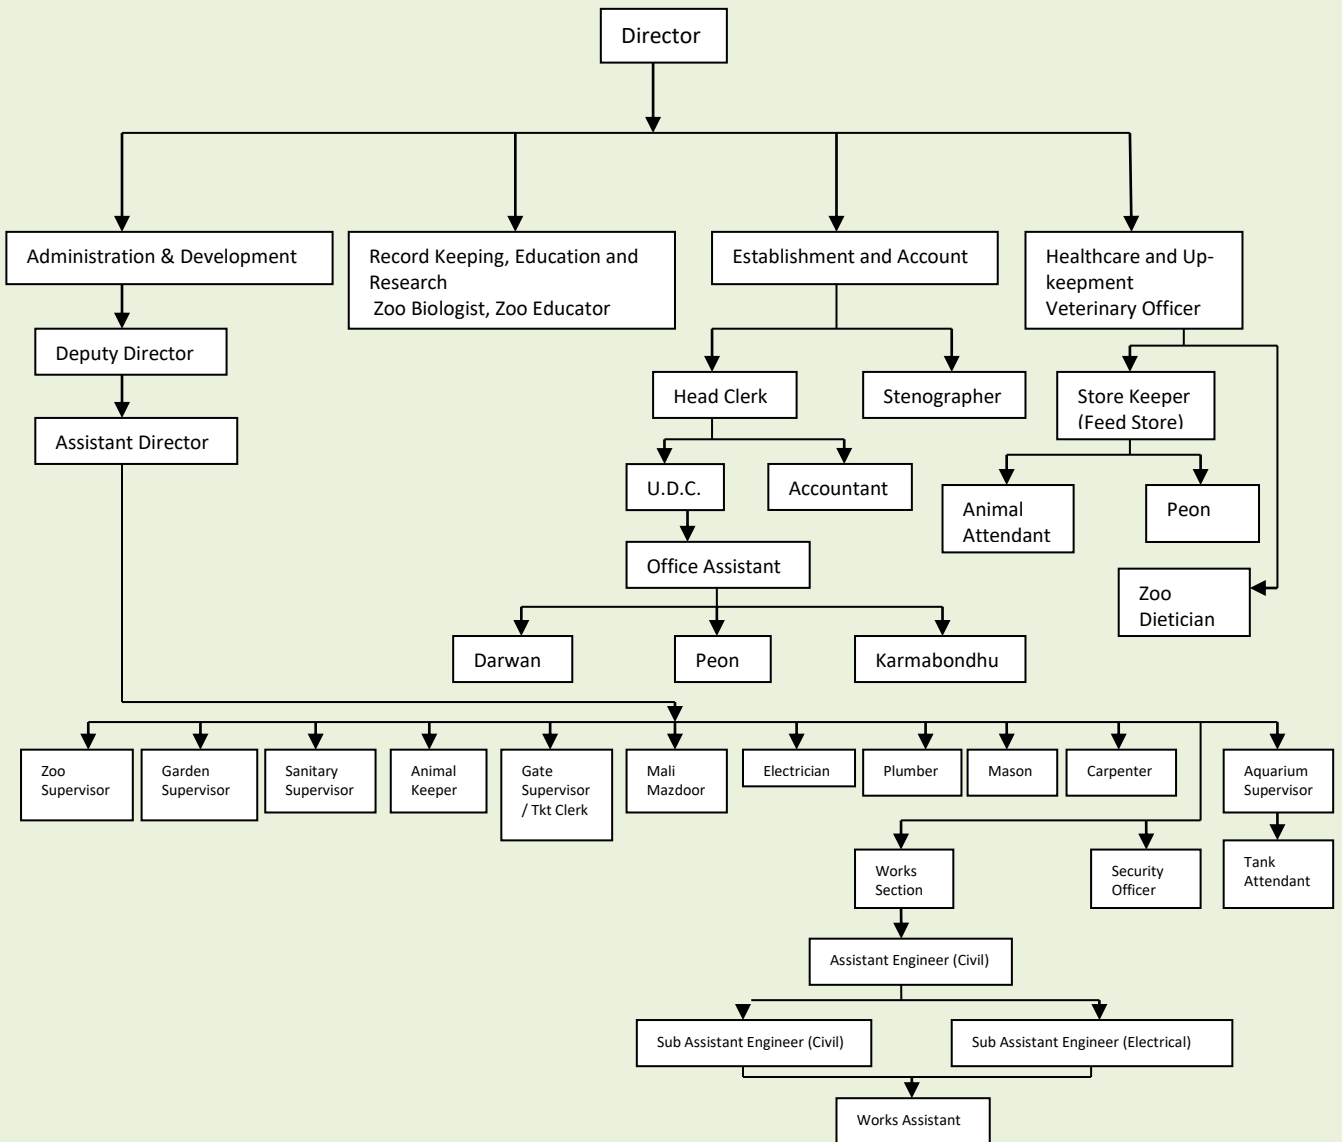 Director
Administration & Development
Record Keeping, Education and
Research
Zoo Biologist, Zoo Educator
Establishment and Account
Healthcare and Up-
keepment
Veterinary Officer
Deputy Director
Assistant Director
Head Clerk
Stenographer
Store Keeper
(Feed Store)
U.D.C.
Accountant
Animal
Attendant
Peon
Office Assistant
Zoo
Dietician
Darwan
Peon
Karmabondhu
Zoo
Supervisor
Garden
Supervisor
Sanitary
Supervisor
Animal
Keeper
Gate
Supervisor
/ Tkt Clerk
Mali
Mazdoor
Electrician
Plumber
Mason
Carpenter
Aquarium
Supervisor
Works
Section
Security
Officer
Tank
Attendant
Assistant Engineer (Civil)
Sub Assistant Engineer (Civil)
Sub Assistant Engineer (Electrical)
Works Assistant